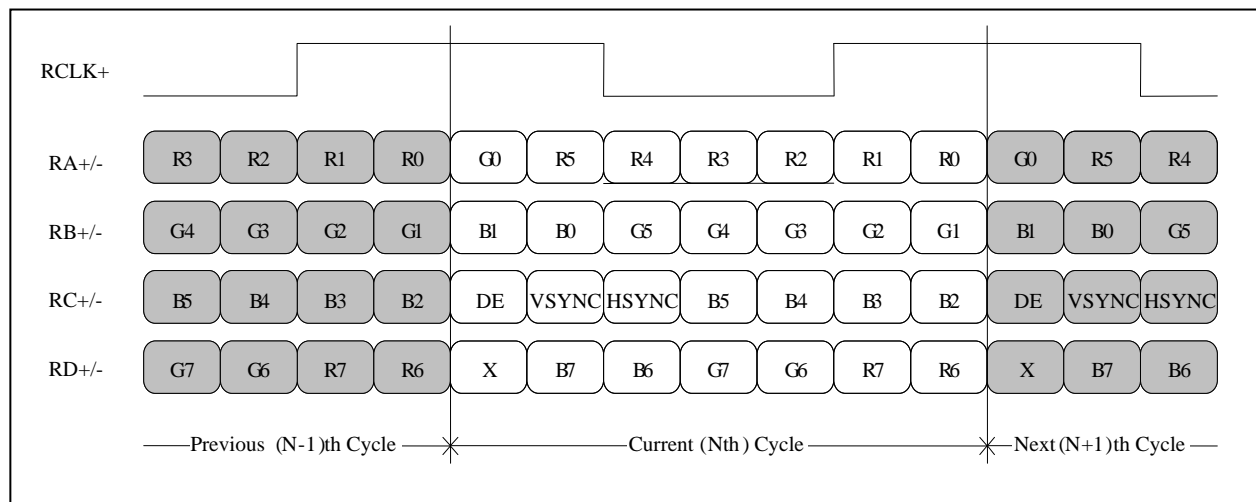 RCLK+
RA+/- R3 R2 R1 R0 G0 R5 R4 R3 R2 R1 R0 G0 R5 R4
RB+/- G4 G3 G2 G1 B1 B0 G5 G4 G3 G2 G1 B1 B0 G5
RC+/- B5 B4 B3 B2 DE VSYNC HSYNC B5 B4 B3 B2 DE VSYNC HSYNC
RD+/- G7 G6 R7 R6 X B7 B6 G7 G6 R7 R6 X B7 B6
Previous (N-1)th Cycle Current (Nth) Cycle Next (N+1)th Cycle